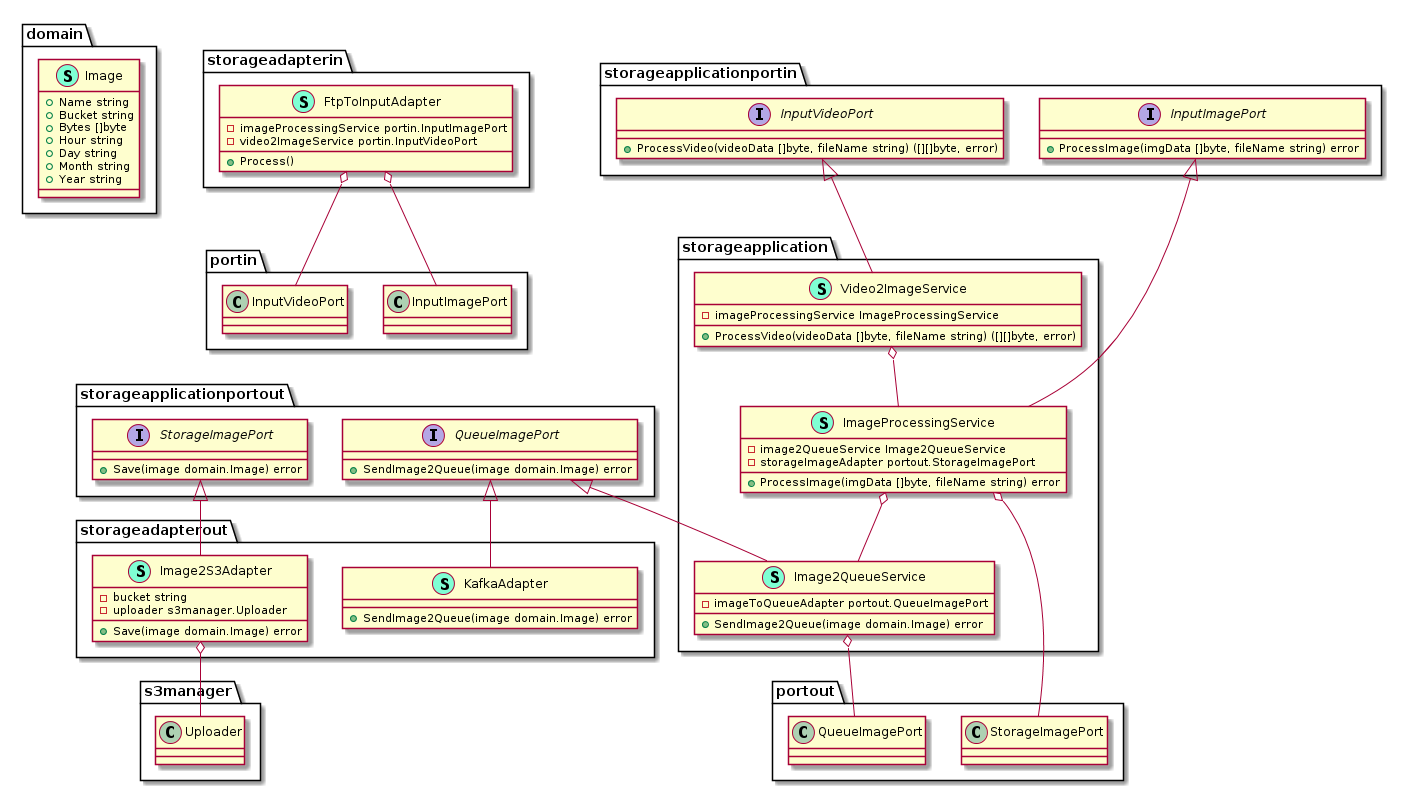 domain
S Image
Name string
Bucket string
Bytes []byte
Hour string
Day string
Month string
Year string
storageadapterin
S FtpToInputAdapter
imageProcessingService portin.InputImagePort
video2ImageService portin.InputVideoPort
Process()
storageapplicationportin
I InputVideoPort
ProcessVideo(videoData []byte, fileName string) ([][]byte, error)
I InputImagePort
ProcessImage(imgData []byte, fileName string) error
portin
C InputVideoPort
C InputImagePort
storageapplication
S Video2ImageService
imageProcessingService ImageProcessingService
ProcessVideo(videoData []byte, fileName string) ([][]byte, error)
S ImageProcessingService
image2QueueService Image2QueueService
storageImageAdapter portout.StorageImagePort
ProcessImage(imgData []byte, fileName string) error
S Image2QueueService
imageToQueueAdapter portout.QueueImagePort
SendImage2Queue(image domain.Image) error
storageapplicationportout
I StorageImagePort
Save(image domain.Image) error
I QueueImagePort
SendImage2Queue(image domain.Image) error
storageadapterout
S Image2S3Adapter
bucket string
uploader s3manager.Uploader
Save(image domain.Image) error
S KafkaAdapter
SendImage2Queue(image domain.Image) error
s3manager
C Uploader
portout
C QueueImagePort
C StorageImagePort